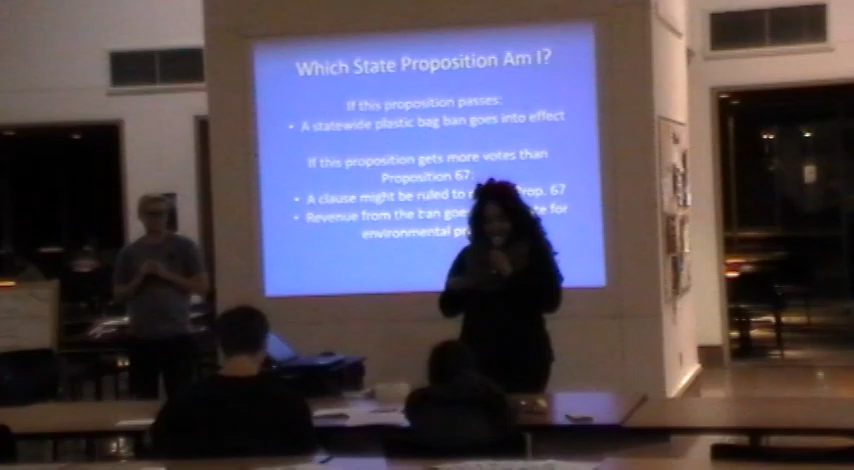 Which State Proposition Am I?
If this proposition passes:
• A statewide plastic bag ban goes into effect
If this proposition gets more votes than
Proposition 67:
• A clause might be ruled to Prop. 67
• Revenue from the ban for
environmental